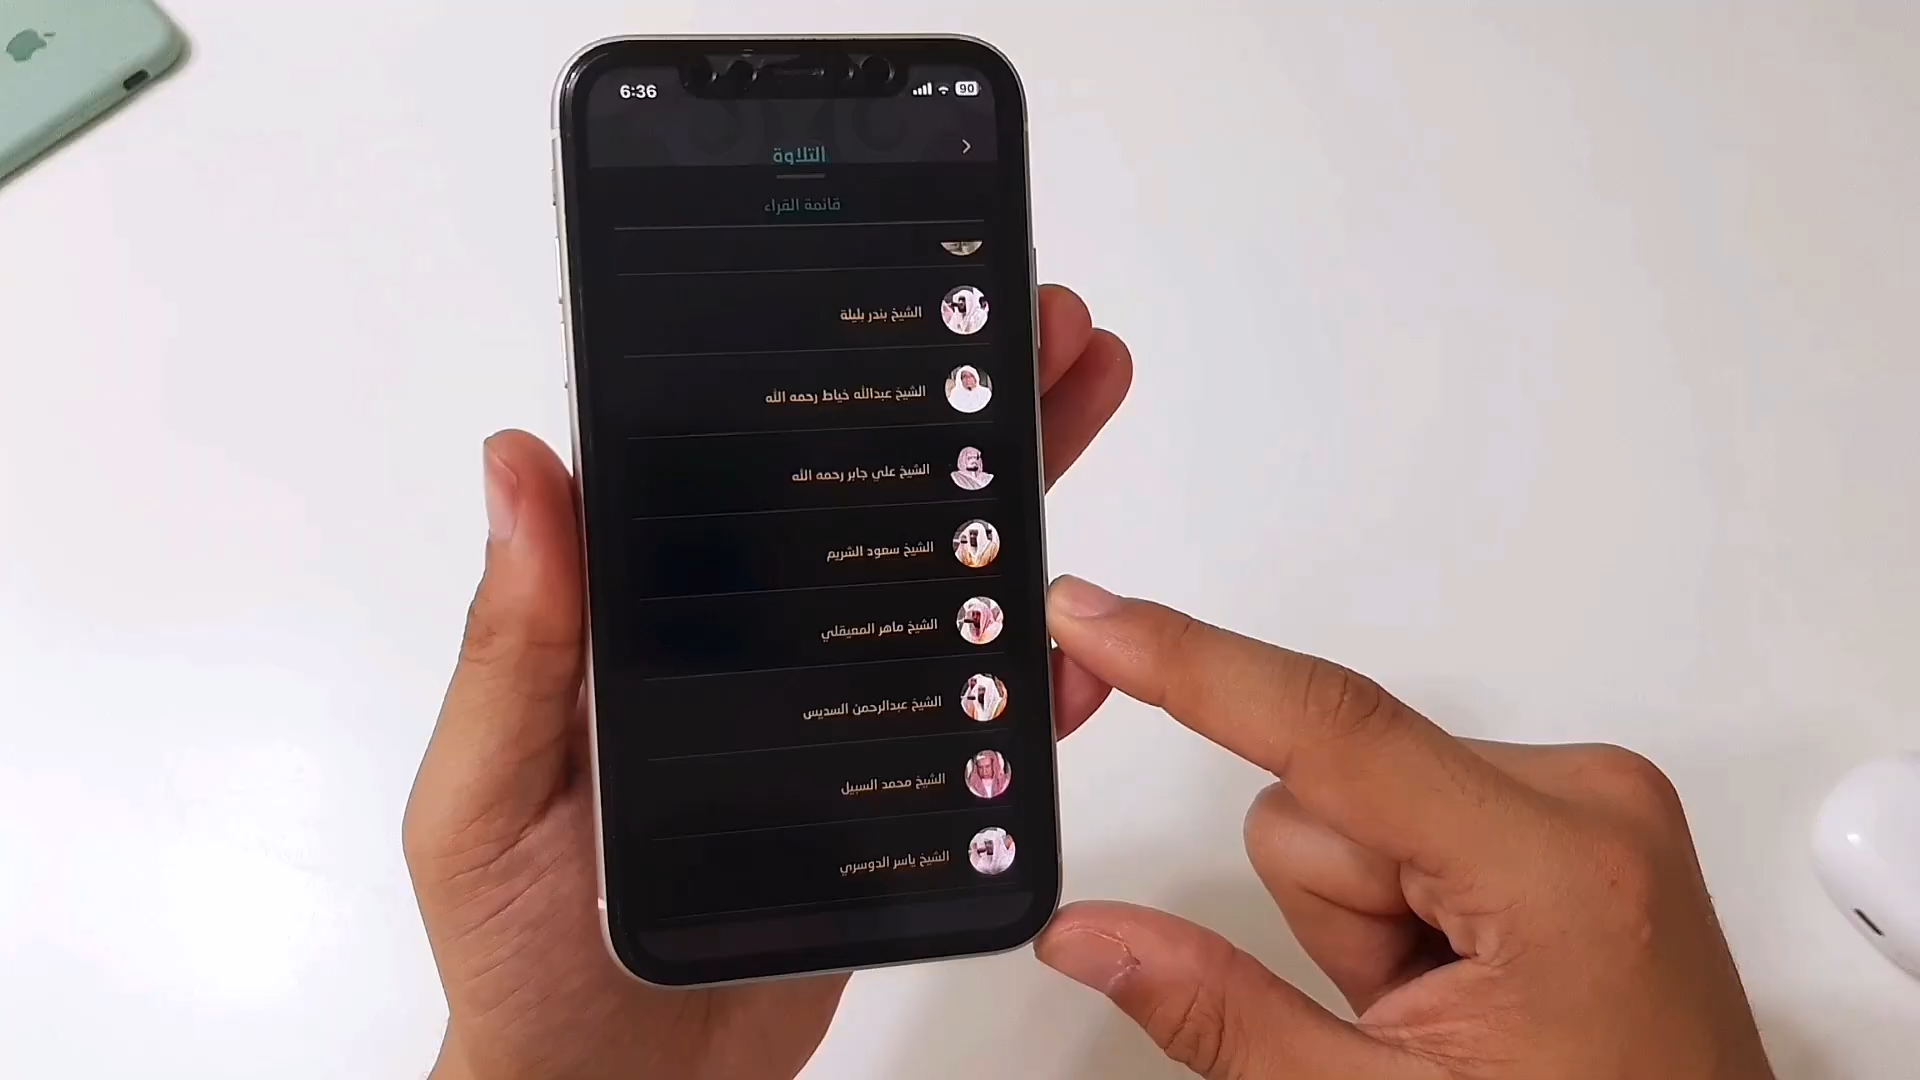 6:36
90
التلاوة
قائمة القراء
الشيخ بندر بليلة
الشيخ عبدالله خياط رحمه الله
الشيخ علي جابر رحمه الله
الشيخ سعود الشريم
الشيخ ماهر المعيقلي
الشيخ عبدالرحمن السديس
الشيخ محمد السبيل
الشيخ ياسر الدوسري